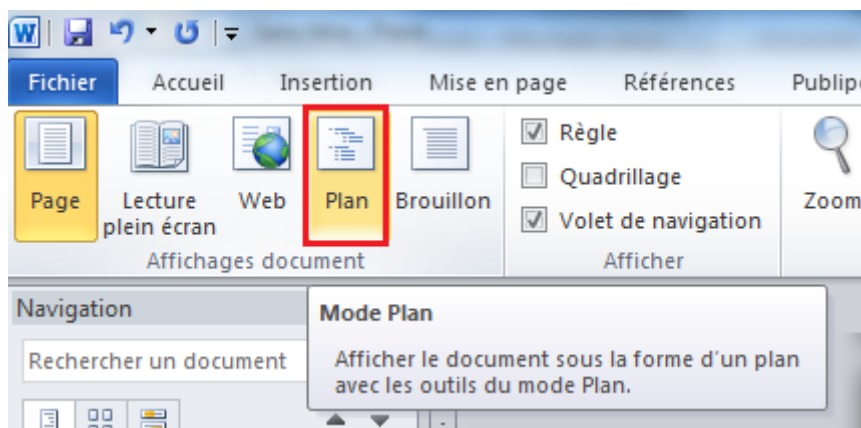 Fichier Accueil Insertion Mise en page Références Publip
Page Lecture plein écran Web Plan Brouillon
Règle
Quadrillage
Volet de navigation
Zoom
Affichages document Afficher
Navigation
Mode Plan
Rechercher un document
Afficher le document sous la forme d'un plan
avec les outils du mode Plan.